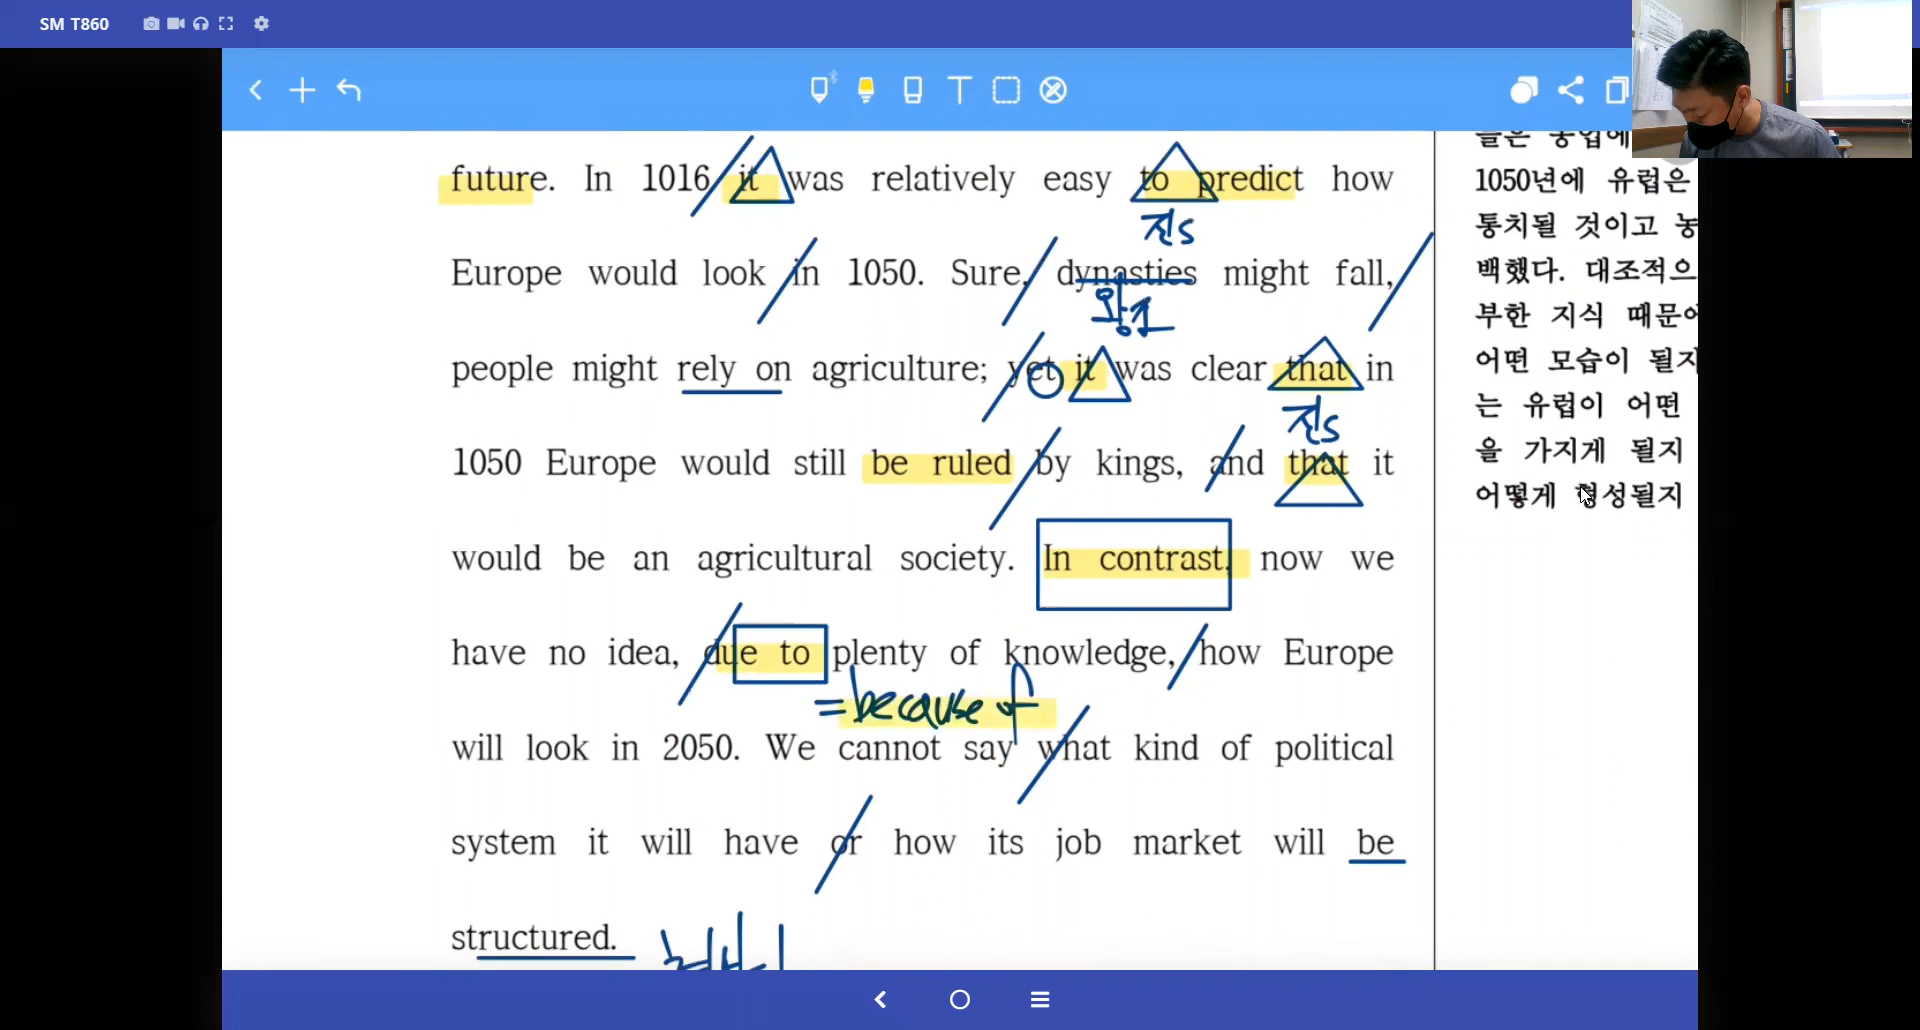 SM T860
future. In 1016 it was relatively easy to predict how
진S
Europe would look in 1050. Sure, dynasties might fall,
왕조
people might rely on agriculture; yet it was clear that in
진S
1050 Europe would still be ruled by kings, and that it
would be an agricultural society. In contrast, now we
have no idea, due to plenty of knowledge, how Europe
=because of
will look in 2050. We cannot say what kind of political
system it will have or how its job market will be
structured.
들은 농업에
1050년에 유럽은
통치될 것이고 농
백했다. 대조적으
부한 지식 때문에
어떤 모습이 될지
는 유럽이 어떤
을 가지게 될지
어떻게 형성될지